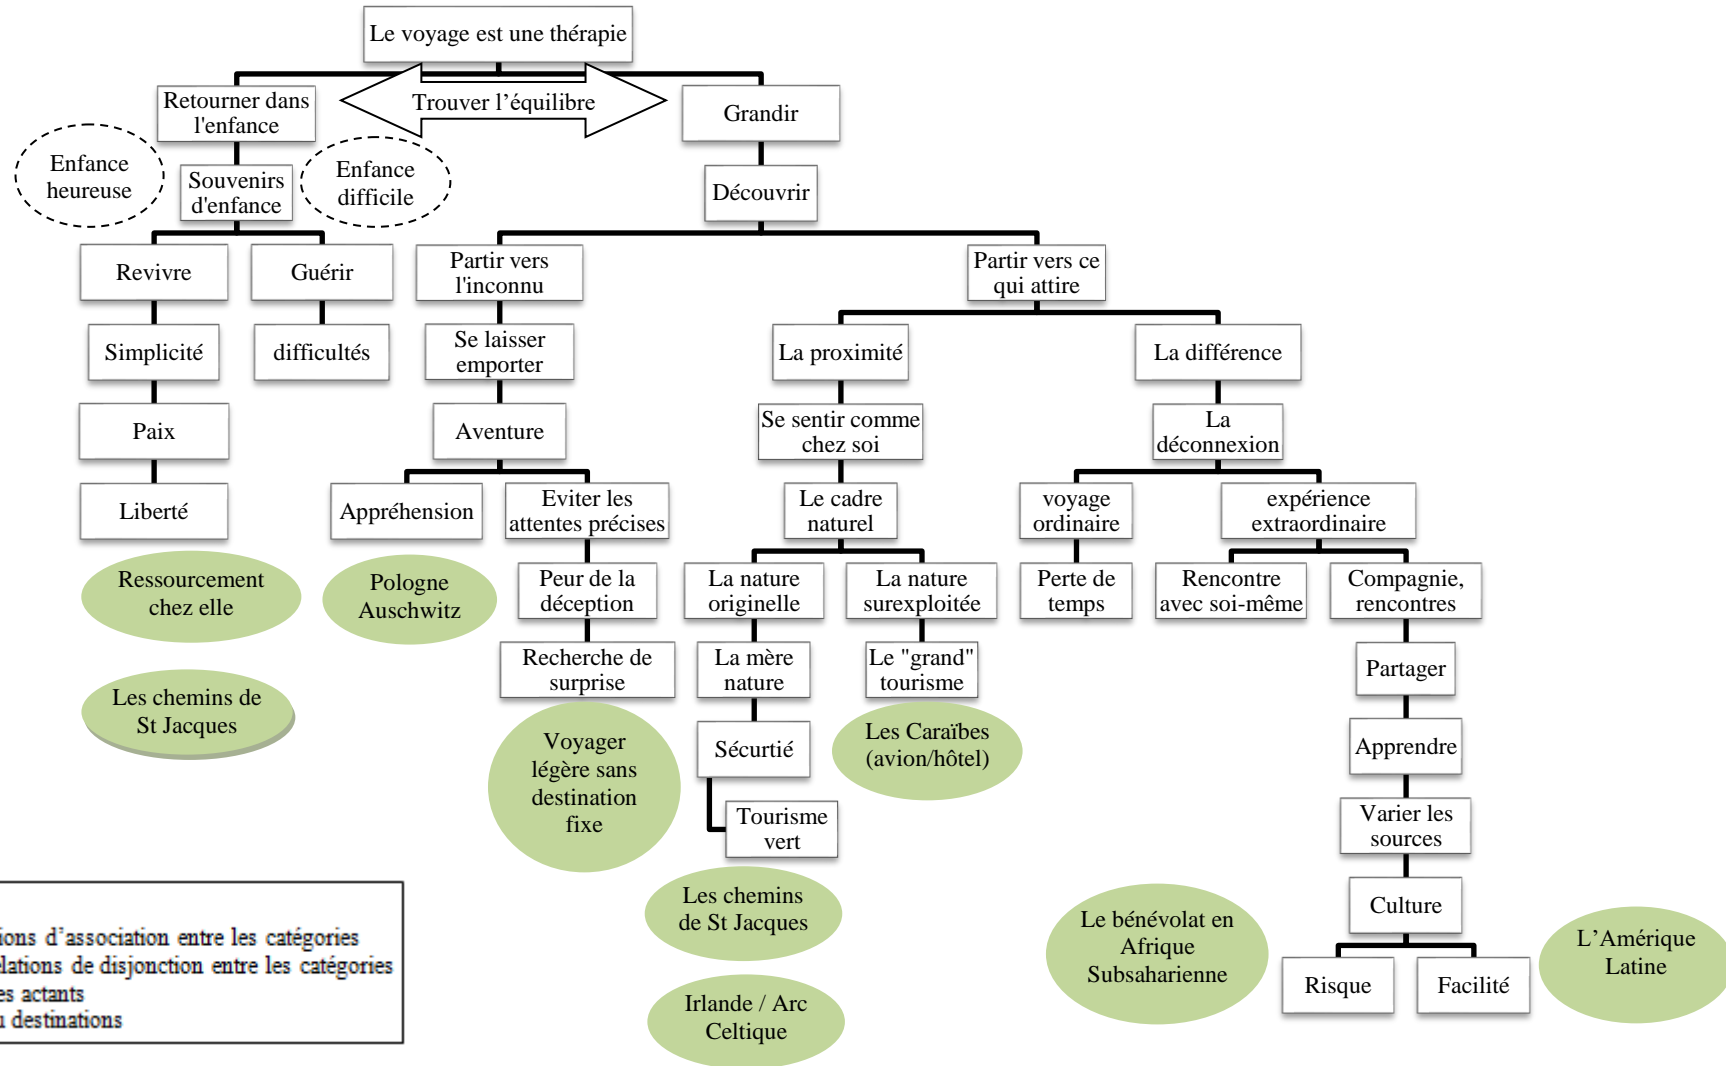 Le voyage est une thérapie
Retourner dans
l'enfance
Trouver l’équilibre
Grandir
Enfance
heureuse
Souvenirs
d'enfance
Enfance
difficile
Découvrir
Revivre
Guérir
Partir vers
l'inconnu
Partir vers ce
qui attire
Simplicité
difficultés
Se laisser
emporter
La proximité
La différence
Paix
Aventure
Se sentir comme
chez soi
La
déconnexion
Liberté
Appréhension
Eviter les
attentes précises
Le cadre
naturel
voyage
ordinaire
expérience
extraordinaire
Ressourcement
chez elle
Pologne
Auschwitz
Peur de la
déception
La nature
originelle
La nature
surexploitée
Perte de
temps
Rencontre
avec soi-même
Compagnie,
rencontres
Les chemins de
St Jacques
Recherche de
surprise
La mère
nature
Le "grand"
tourisme
Partager
Voyager
légère sans
destination
fixe
Sécurtié
Les Caraïbes
(avion/hôtel)
Apprendre
Tourisme
vert
Varier les
sources
Les chemins
de St Jacques
Culture
Le bénévolat en
Afrique
Subsaharienne
L’Amérique
Latine
Risque
Facilité
Irlande / Arc
Celtique
ions d’association entre les catégories
elations de disjonction entre les catégories
es actants
u destinations